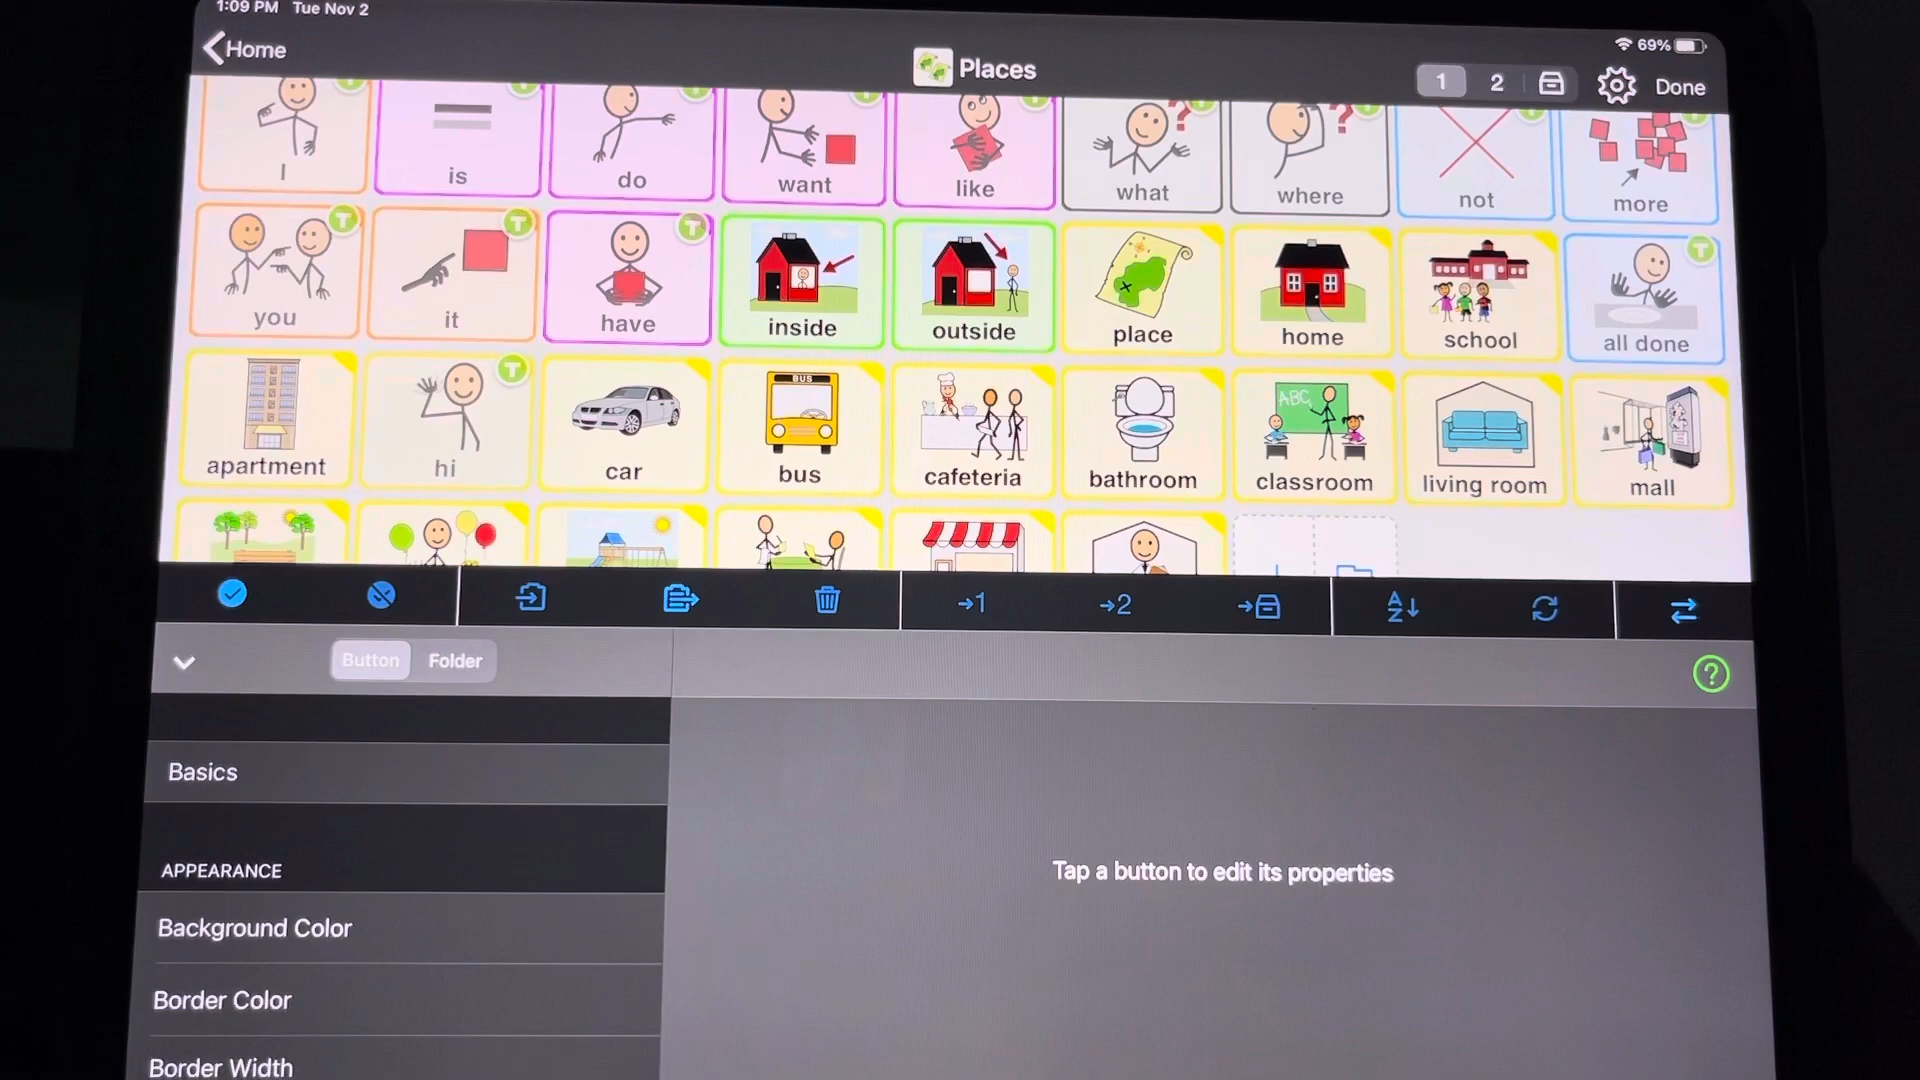 1:09 PM Tue Nov 2
69%
Home
Places
1 2
Done
I
is
do
want
like
what
where
not
more
you
it
have
inside
outside
place
home
school
all done
T
T
T
T
T
BUS
ABC
apartment
hi
car
bus
cafeteria
bathroom
classroom
living room
mall
→1
→2
A
Z
Button
Folder
?
Basics
APPEARANCE
Background Color
Border Color
Border Width
Tap a button to edit its properties